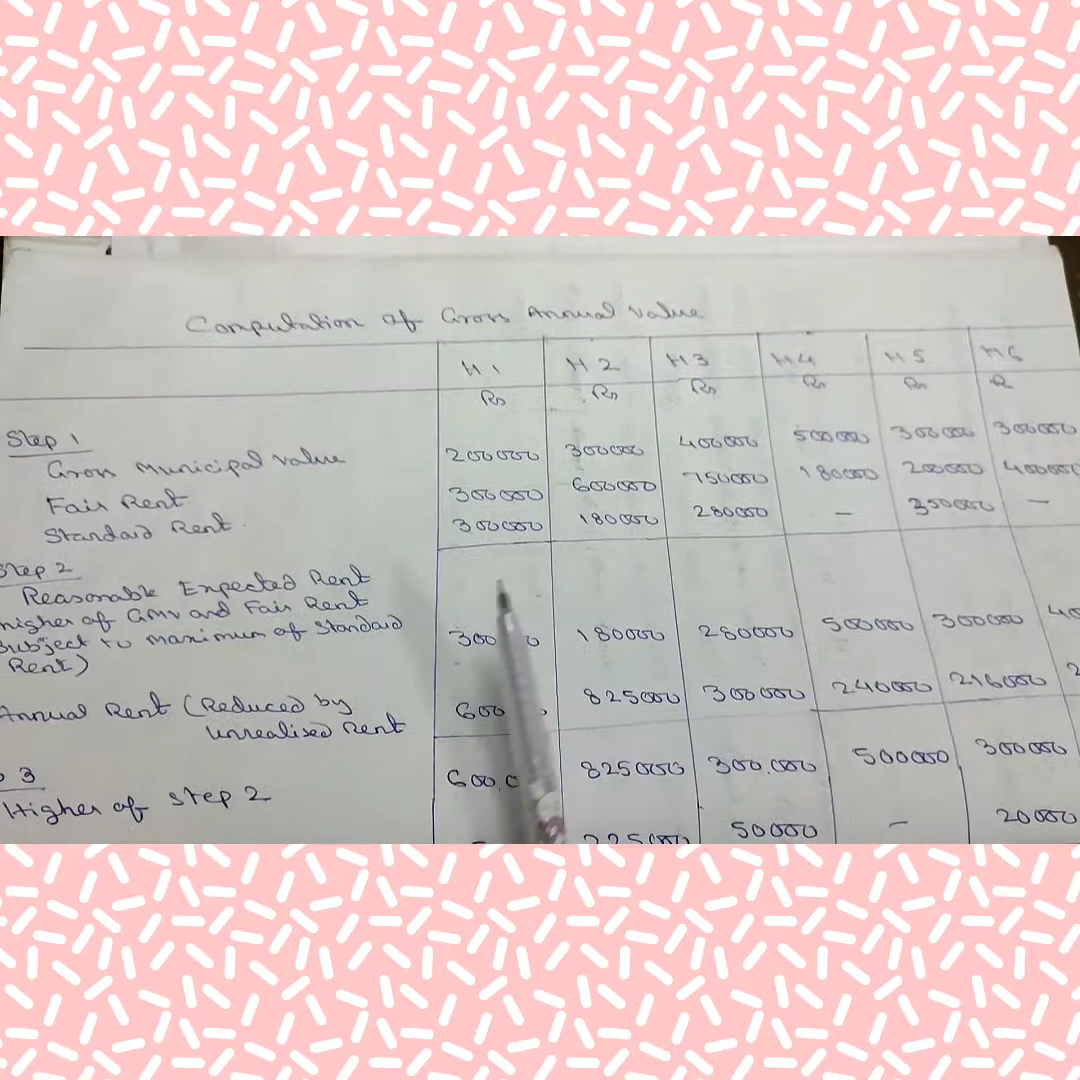 Computation of Gross Annual Value
H1 H2 H3 H4 H5 H6
Rs Rs Rs Rs Rs R
Step 1
Gross Municipal Value 200000 300000 400000 500000 300000 300000
Fair Rent 300000 600000 750000 180000 200000 400000
Standard Rent 300000 180000 280000 — 350000 —
Step 2
Reasonable Expected Rent
Higher of GMV and Fair Rent
Subject to maximum of Standard
Rent) 180000 280000 500000 300000
Annual Rent (Reduced by
unrealised Rent 825000 300000 240000 216000
3
Higher of Step 2 825000 300.000 500000 300000
225000 50000 — 20000